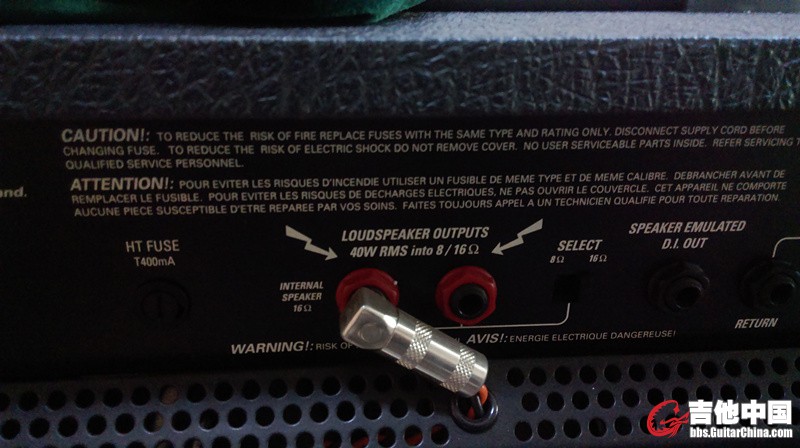 CAUTION!: TO REDUCE THE RISK OF FIRE REPLACE FUSES WITH THE SAME TYPE AND RATING ONLY. DISCONNECT SUPPLY CORD BEFORE
CHANGING FUSE. TO REDUCE THE RISK OF ELECTRIC SHOCK DO NOT REMOVE COVER. NO USER SERVICEABLE PARTS INSIDE. REFER SERVICING
QUALIFIED SERVICE PERSONNEL.
ATTENTION!: POUR EVITER LES RISQUES D'INCENDIE UTILISER UN FUSIBLE DE MEME TYPE ET DE MEME CALIBRE. DEBRANCHER AVANT DE
REMPLACER LE FUSIBLE. POUR EVITER LES RISQUES DE DECHARGES ELECTRIQUES, NE PAS OUVRIR LE COUVERCLE. CET APPAREIL NE COMPORTE
AUCUNE PIECE SUSCEPTIBLE D'ETRE REPAREE PAR VOS SOINS. FAITES TOUJOURS APPEL A UN TECHNICIEN QUALIFIE POUR TOUTE REPARATION.
HT FUSE
T400mA
LOUDSPEAKER OUTPUTS
40W RMS into 8 / 16 Ω
INTERNAL
SPEAKER
16 Ω
SELECT
8 Ω 16 Ω
SPEAKER EMULATED
D.I. OUT
RETURN
WARNING!: RISK OF
AVIS!: ENERGIE ELECTRIQUE DANGEREUSE!
吉他中国
bbs.GuitarChina.com